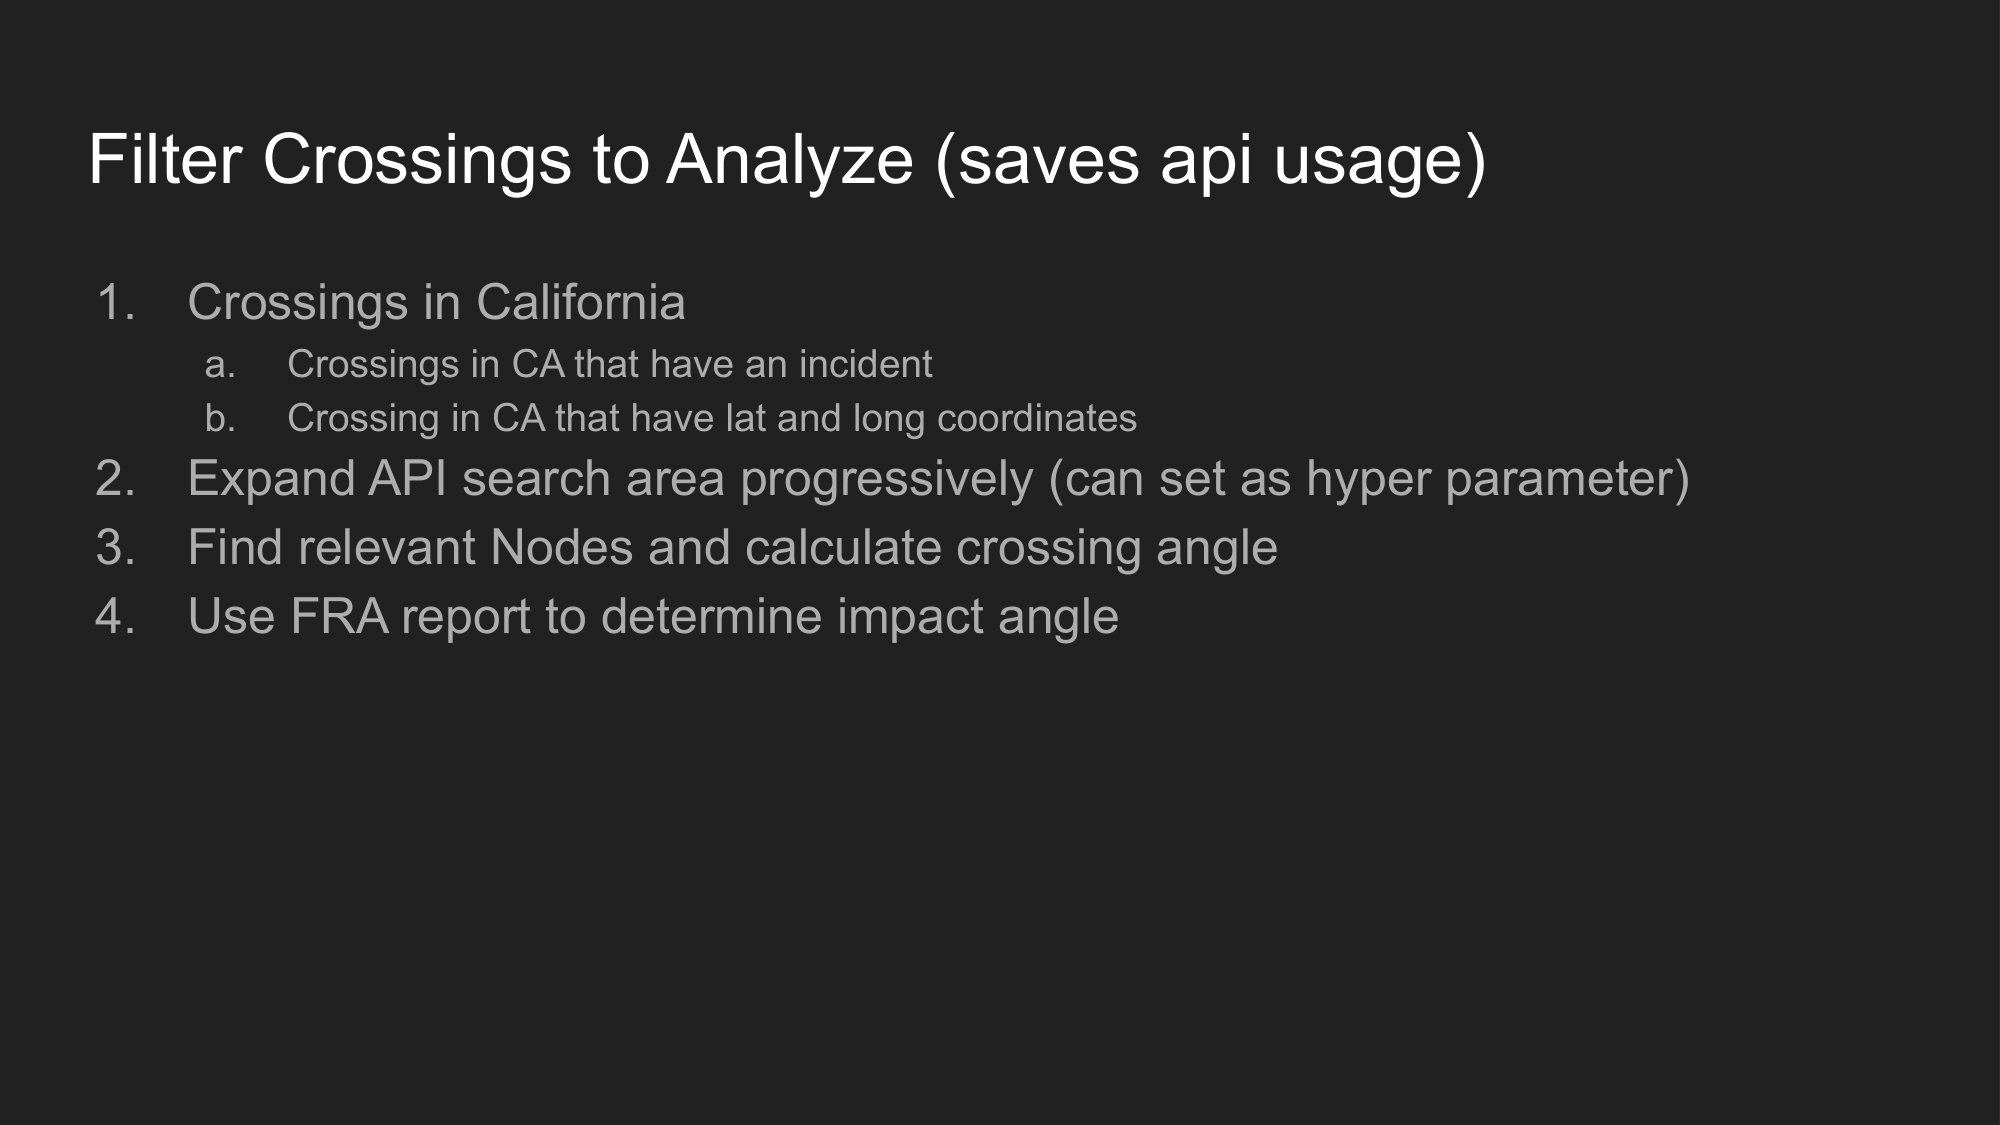 Filter Crossings to Analyze (saves api usage)
1. Crossings in California
a. Crossings in CA that have an incident
b. Crossing in CA that have lat and long coordinates
2. Expand API search area progressively (can set as hyper parameter)
3. Find relevant Nodes and calculate crossing angle
4. Use FRA report to determine impact angle